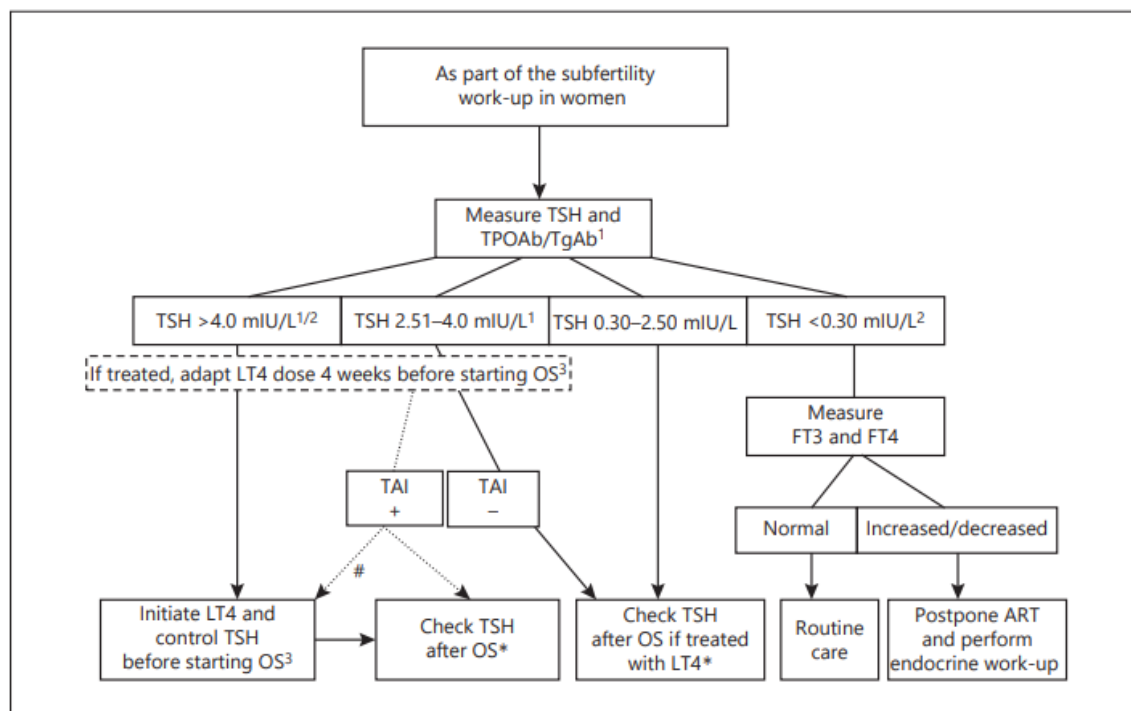 As part of the subfertility
work-up in women
Measure TSH and
TPOAb/TgAb¹
TSH >4.0 mIU/L¹/²
TSH 2.51–4.0 mIU/L¹
TSH 0.30–2.50 mIU/L
TSH <0.30 mIU/L²
If treated, adapt LT4 dose 4 weeks before starting OS³
Measure
FT3 and FT4
TAI
+
TAI
–
Normal
Increased/decreased
#
Initiate LT4 and
control TSH
before starting OS³
Check TSH
after OS*
Check TSH
after OS if treated
with LT4*
Routine
care
Postpone ART
and perform
endocrine work-up